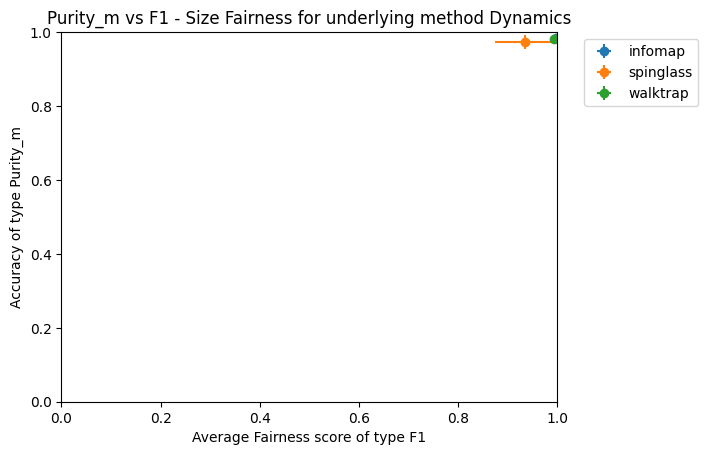 Purity_m vs F1 - Size Fairness for underlying method Dynamics
1.0
0.8
0.6
0.4
0.2
0.0
Accuracy of type Purity_m
0.0 0.2 0.4 0.6 0.8 1.0
Average Fairness score of type F1
infomap
spinglass
walktrap